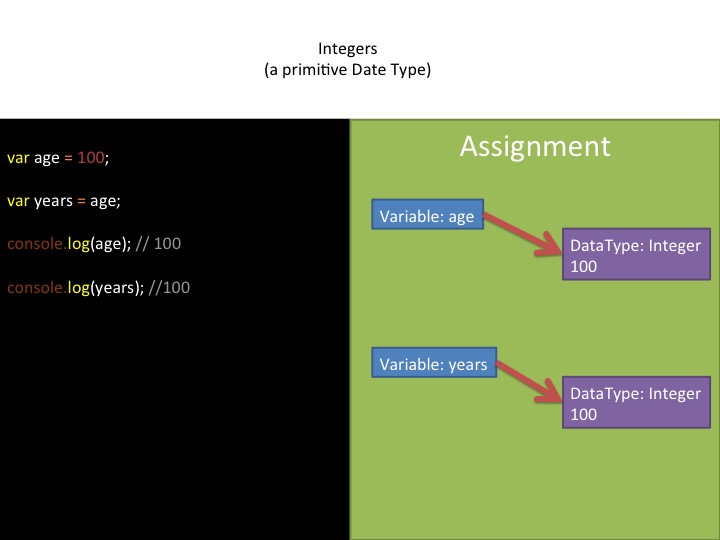 Integers
(a primitive Date Type)
var age = 100;
var years = age;
console.log(age); // 100
console.log(years); //100
Assignment
Variable: age
DataType: Integer
100
Variable: years
DataType: Integer
100